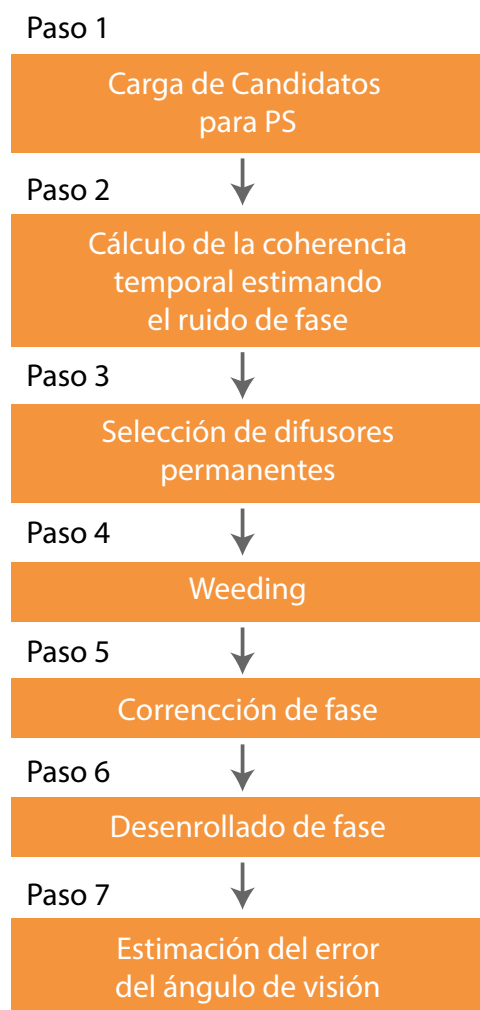 Paso 1
Carga de Candidatos
para PS
Paso 2
Cálculo de la coherencia
temporal estimando
el ruido de fase
Paso 3
Selección de difusores
permanentes
Paso 4
Weeding
Paso 5
Correncción de fase
Paso 6
Desenrollado de fase
Paso 7
Estimación del error
del ángulo de visión